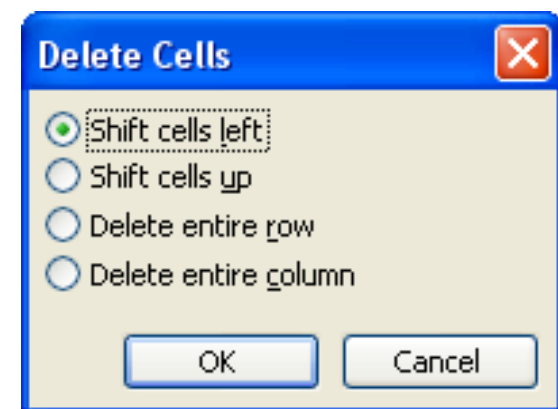 Delete Cells
Shift cells left
Shift cells up
Delete entire row
Delete entire column
OK Cancel